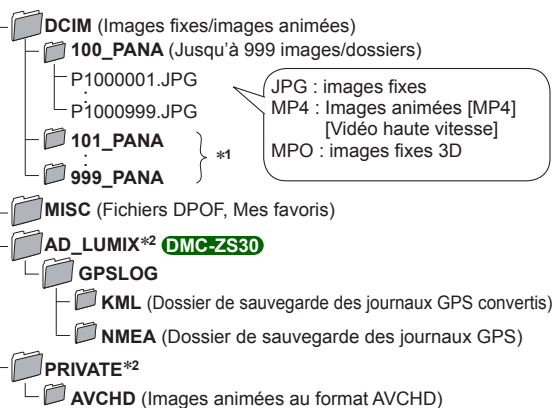 DCIM (Images fixes/images animées)
100_PANA (Jusqu'à 999 images/dossiers)
P1000001.JPG
:
P1000999.JPG
JPG : images fixes
MP4 : Images animées [MP4]
[Vidéo haute vitesse]
MPO : images fixes 3D
101_PANA
:
999_PANA
*1
MISC (Fichiers DPOF, Mes favoris)
AD_LUMIX*2 DMC-ZS30
GPSLOG
KML (Dossier de sauvegarde des journaux GPS convertis)
NMEA (Dossier de sauvegarde des journaux GPS)
PRIVATE*2
AVCHD (Images animées au format AVCHD)